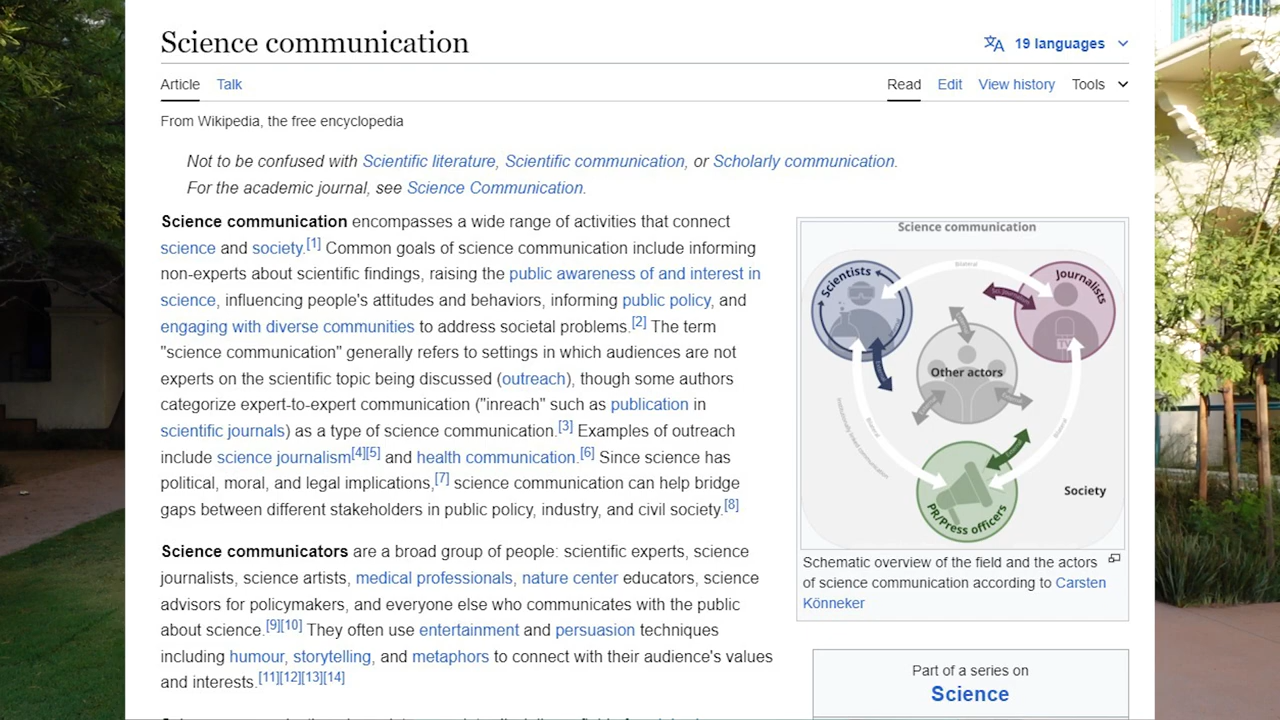 Science communication
19 languages
Article Talk
Read Edit View history Tools
From Wikipedia, the free encyclopedia
Not to be confused with Scientific literature, Scientific communication, or Scholarly communication.
For the academic journal, see Science Communication.
Science communication encompasses a wide range of activities that connect
science and society.[1] Common goals of science communication include informing
non-experts about scientific findings, raising the public awareness of and interest in
science, influencing people's attitudes and behaviors, informing public policy, and
engaging with diverse communities to address societal problems.[2] The term
"science communication" generally refers to settings in which audiences are not
experts on the scientific topic being discussed (outreach), though some authors
categorize expert-to-expert communication ("inreach" such as publication in
scientific journals) as a type of science communication.[3] Examples of outreach
include science journalism[4][5] and health communication.[6] Since science has
political, moral, and legal implications,[7] science communication can help bridge
gaps between different stakeholders in public policy, industry, and civil society.[8]
Science communicators are a broad group of people: scientific experts, science
journalists, science artists, medical professionals, nature center educators, science
advisors for policymakers, and everyone else who communicates with the public
about science.[9][10] They often use entertainment and persuasion techniques
including humour, storytelling, and metaphors to connect with their audience's values
and interests.[11][12][13][14]
Science communication
Bilateral
Scientists
Journalists
TV
Other actors
Bilateral
Bilateral
PR/Press officers
Society
Schematic overview of the field and the actors
of science communication according to Carsten
Könneker
Part of a series on
Science